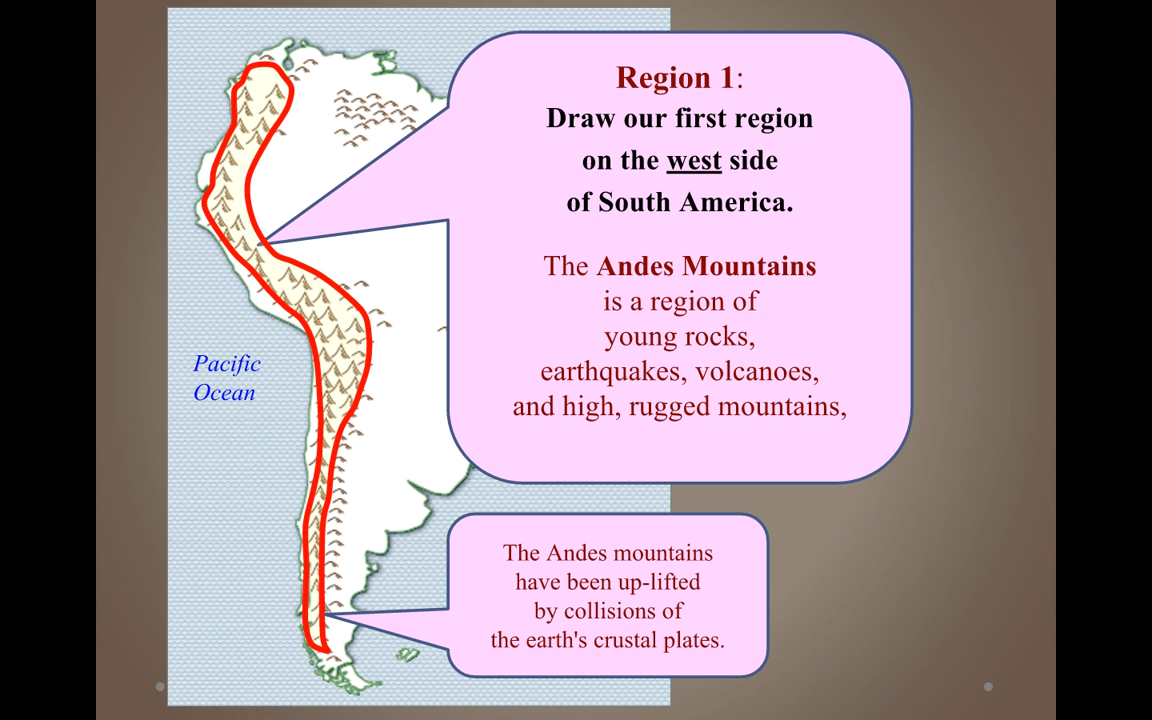 Region 1:
Draw our first region
on the west side
of South America.
The Andes Mountains
is a region of
young rocks,
earthquakes, volcanoes,
and high, rugged mountains,
Pacific
Ocean
The Andes mountains
have been up-lifted
by collisions of
the earth's crustal plates.